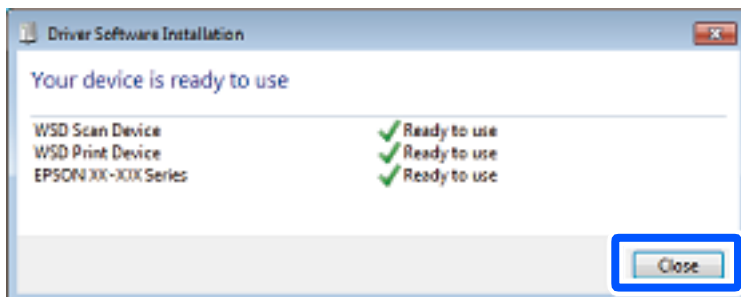 Driver Software Installation
Your device is ready to use
WSD Scan Device Ready to use
WSD Print Device Ready to use
EPSON XX-XXX Series Ready to use
Close